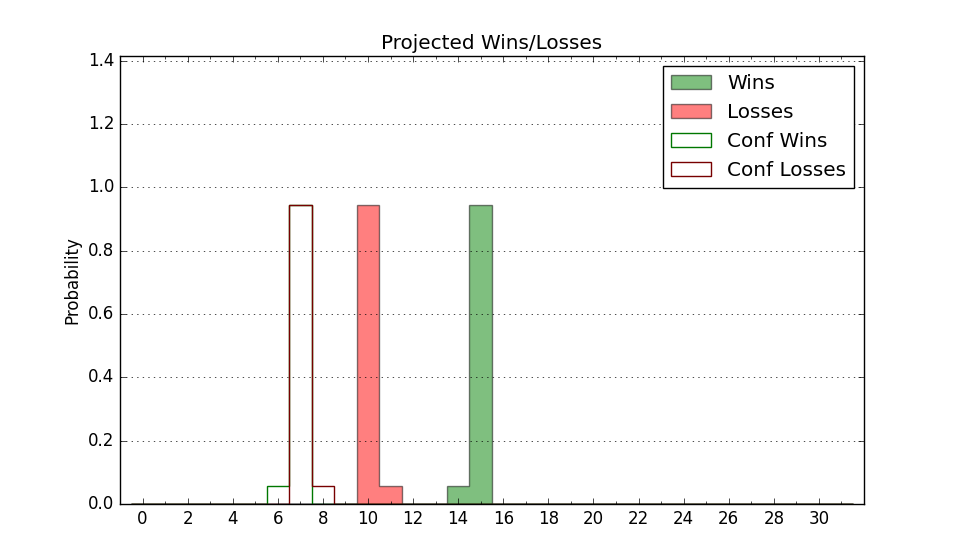 Projected Wins/Losses
1.4
1.2
1.0
0.8
0.6
0.4
0.2
0.0
Probability
Wins
Losses
Conf Wins
Conf Losses
0 2 4 6 8 10 12 14 16 18 20 22 24 26 28 30